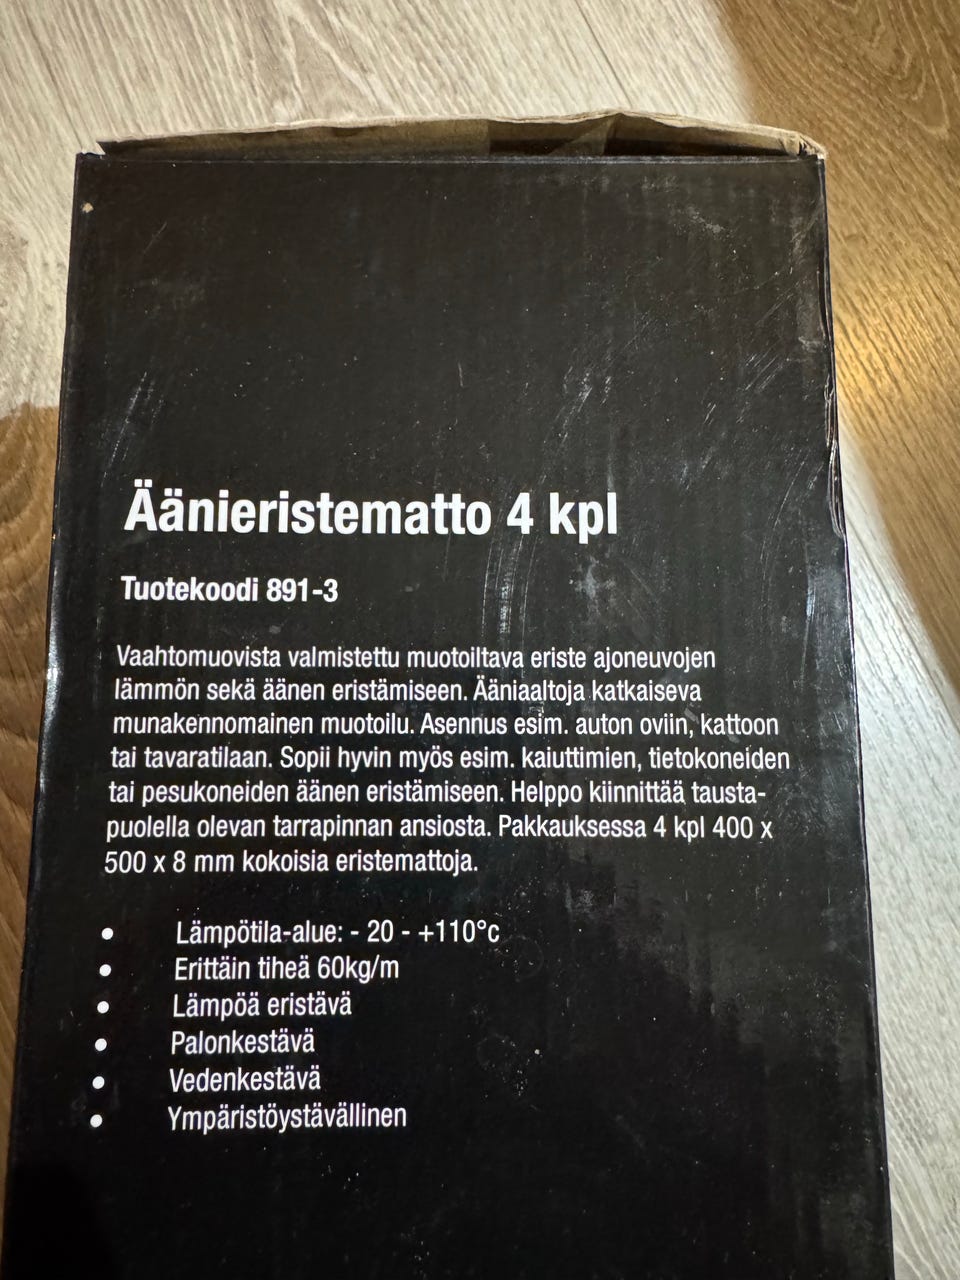 Äänieristematto 4 kpl
Tuotekoodi 891-3
Vaahtomuovista valmistettu muotoiltava eriste ajoneuvojen
lämmön sekä äänen eristämiseen. Ääniaaltoja katkaiseva
munakennomainen muotoilu. Asennus esim. auton oviin, kattoon
tai tavaratilaan. Sopii hyvin myös esim. kaiuttimien, tietokoneiden
tai pesukoneiden äänen eristämiseen. Helppo kiinnittää tausta-
puolella olevan tarrapinnan ansiosta. Pakkauksessa 4 kpl 400 x
500 x 8 mm kokoisia eristemattoja.
• Lämpötila-alue: - 20 - +110°c
• Erittäin tiheä 60kg/m
• Lämpöä eristävä
• Palonkestävä
• Vedenkestävä
• Ympäristöystävällinen